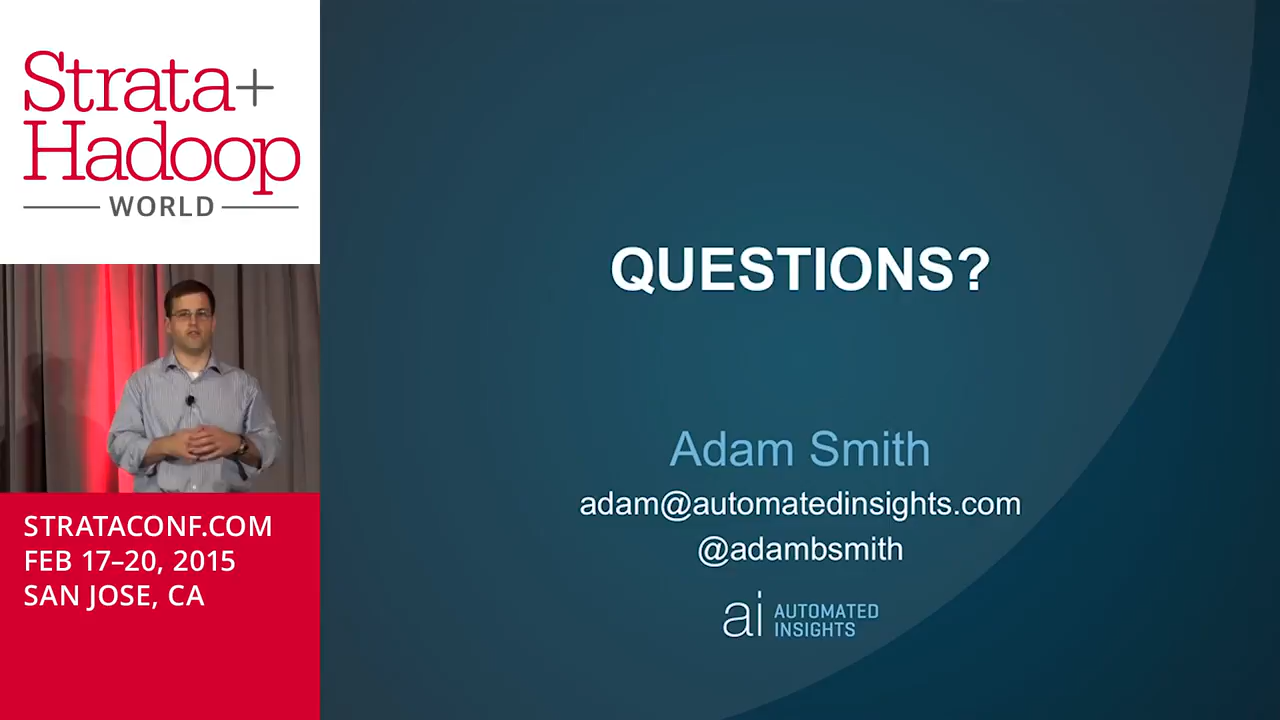 Strata+
Hadoop
WORLD
STRATACONF.COM
FEB 17–20, 2015
SAN JOSE, CA
QUESTIONS?
Adam Smith
adam@automatedinsights.com
@adambsmith
ai AUTOMATED
INSIGHTS